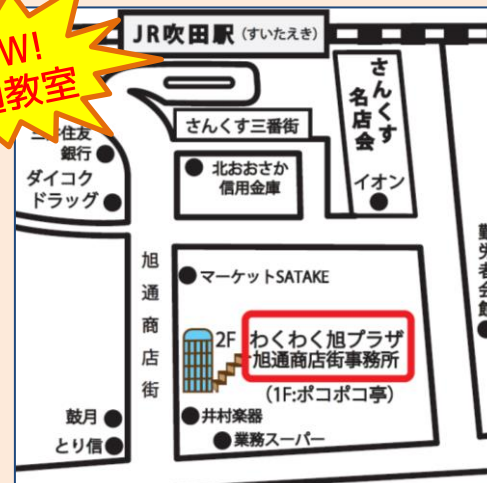 W!
教室
JR吹田駅 (すいたえき)
さんくす
名店会
さんくす三番街
住友
銀行
北おおさか
信用金庫
イオン
ダイコク
ドラッグ
旭通商店街
マーケットSATAKE
2F わくわく旭プラザ
旭通商店街事務所
(1F:ポコポコ亭)
鼓月
井村楽器
とり信
業務スーパー
労者会館